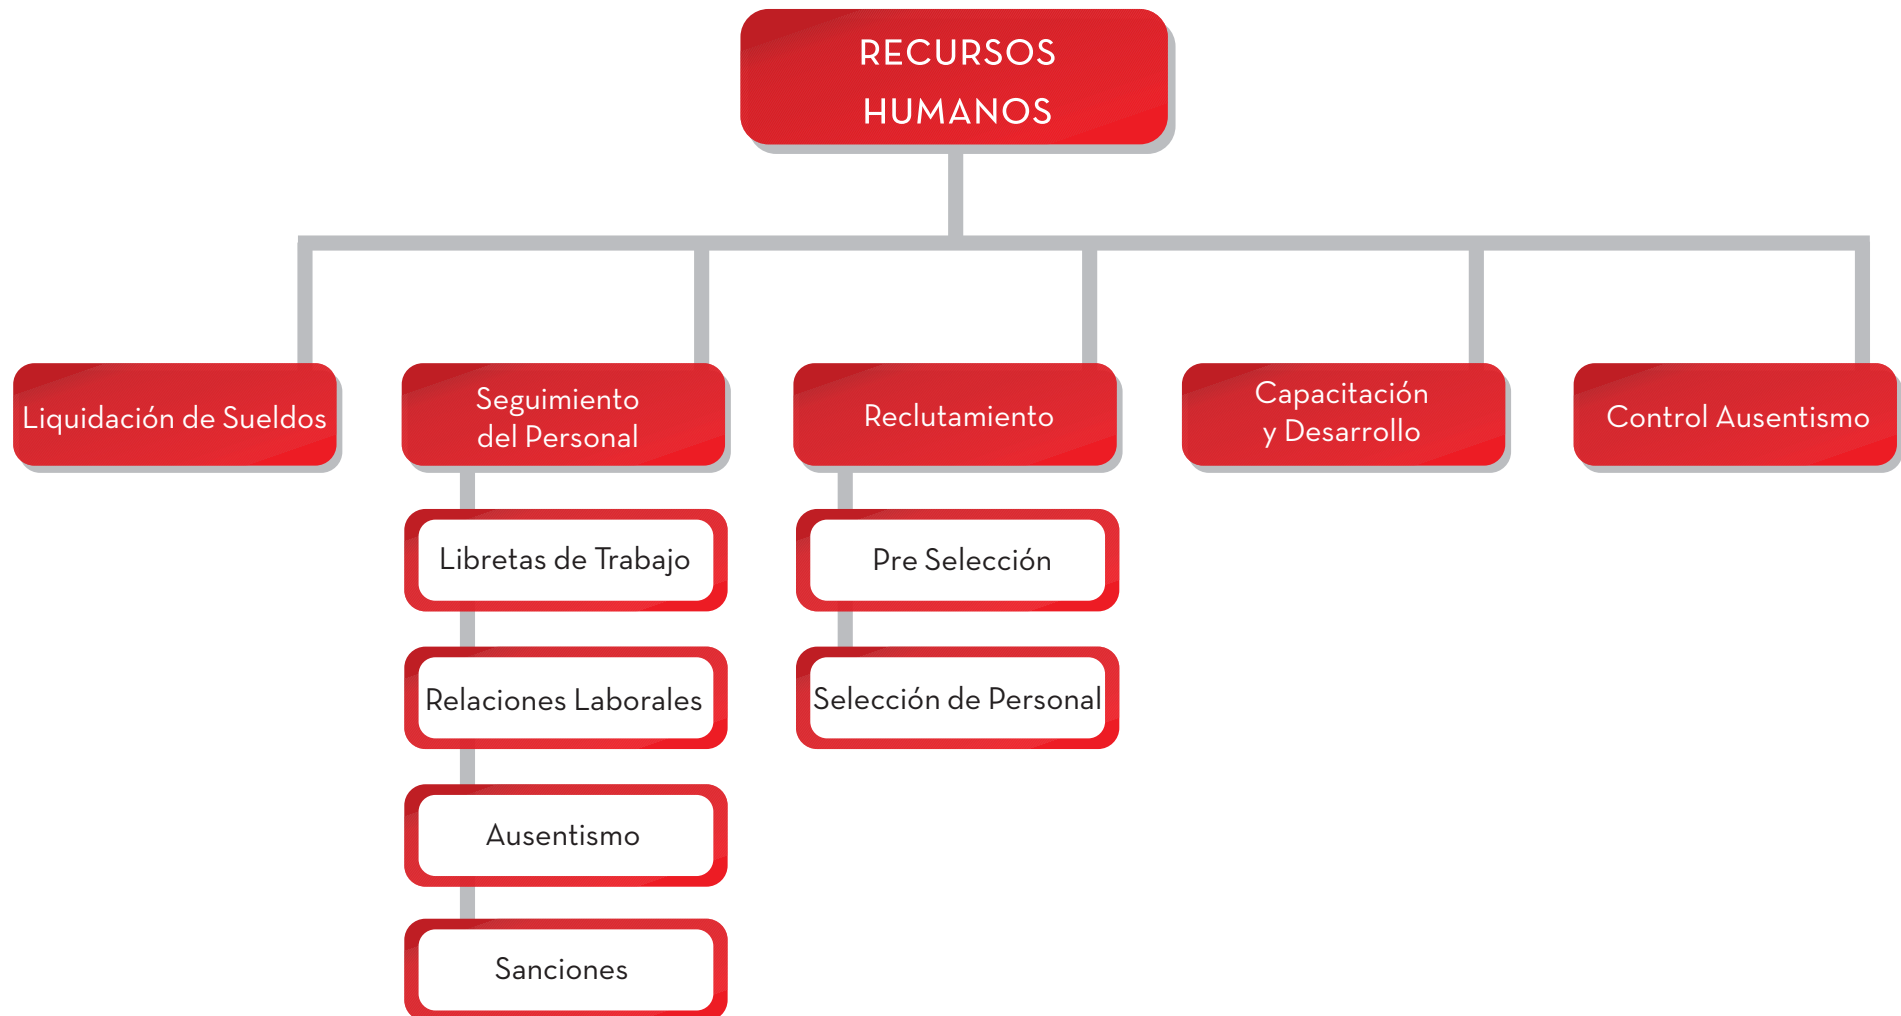 RECURSOS
HUMANOS
Liquidación de Sueldos
Seguimiento
del Personal
Reclutamiento
Capacitación
y Desarrollo
Control Ausentismo
Libretas de Trabajo
Pre Selección
Relaciones Laborales
Selección de Personal
Ausentismo
Sanciones